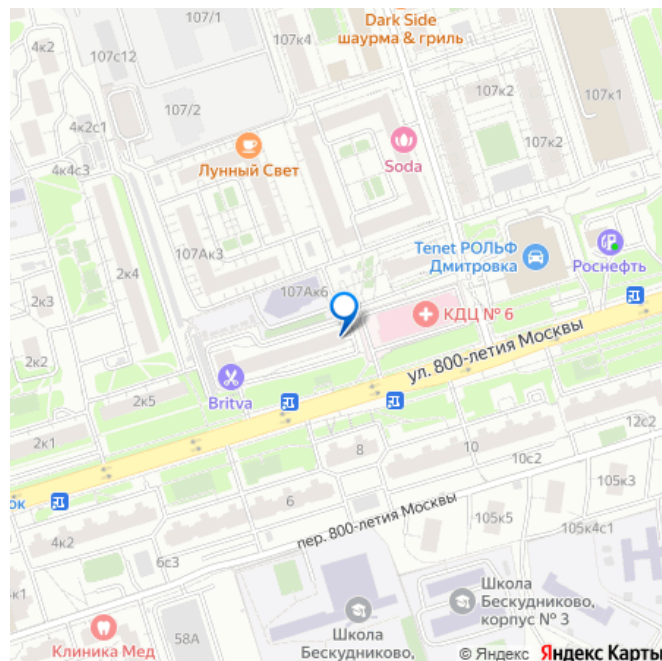 107/1
4к2
Dark Side
шаурма & гриль
107к4
107с12
107/2
107к2
107к1
4к2с1
107к2
Лунный Свет
Soda
4к4с3
107Ак3
Tenet РОЛЬФ
Дмитровка
Роснефть
2к4
107Ак6
2к3
КДЦ № 6
ул. 800-летия Москвы
2к2
Britva
2к5
2к1
8
10
12с2
10с2
105к3
ок
6
пер. 800-летия Москвы
105к5
105к4с1
4к2
6с3
к1
Школа
Бескудниково,
корпус № 3
58А
Клиника Мед
Школа
Бескудниково,
© Яндекс Яндекс Карты